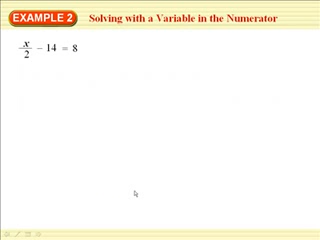 EXAMPLE 2 Solving with a Variable in the Numerator
x/2 – 14 = 8